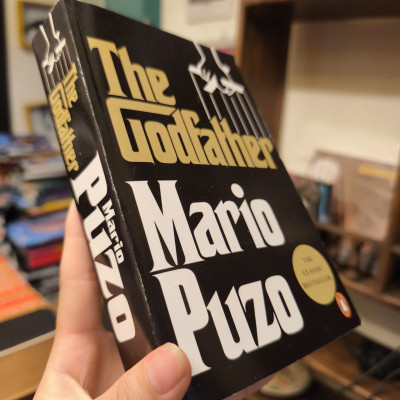 The
Godfather
Mario
Puzo
THE
CLASSIC
BESTSELLER
The
Godfather
Mario
Puzo